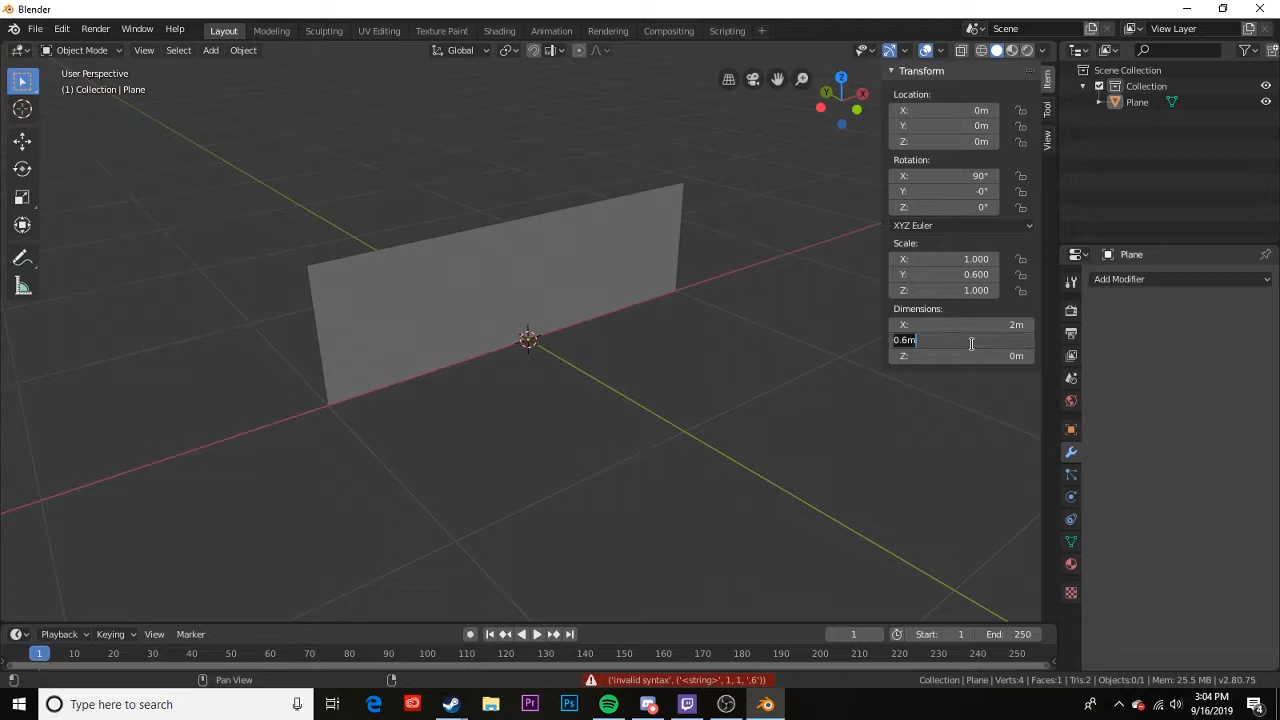 Blender
File Edit Render Window Help Layout Modeling Sculpting UV Editing Texture Paint Shading Animation Rendering Compositing Scripting + Scene View Layer
Object Mode View Select Add Object Global
User Perspective
(1) Collection | Plane
Z
Y
X
Transform
Location:
X: 0m
Y: 0m
Z: 0m
Rotation:
X: 90°
Y: -0°
Z: 0°
XYZ Euler
Scale:
X: 1.000
Y: 0.600
Z: 1.000
Dimensions:
X: 2m
0.6m
Z: 0m
Item
Tool
View
Scene Collection
Collection
Plane
Plane
Add Modifier
Playback Keying View Marker 1 Start: 1 End: 250
1 10 20 30 40 50 60 70 80 90 100 110 120 130 140 150 160 170 180 190 200 210 220 230 240 250
Pan View ('invalid syntax', ('<string>', 1, 1, ',6')) Collection | Plane | Verts:4 | Faces:1 | Tris:2 | Objects:0/1 | Mem: 25.5 MB | v2.80.75
Type here to search Pr Ps 3:04 PM
9/16/2019 4